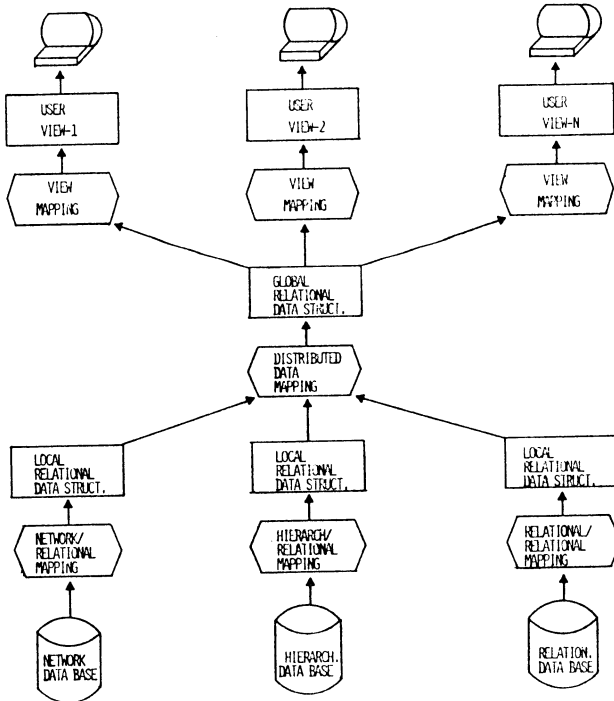 USER
VIEW-1
USER
VIEW-2
USER
VIEW-N
VIEW
MAPPING
VIEW
MAPPING
VIEW
MAPPING
GLOBAL
RELATIONAL
DATA STRUCT.
DISTRIBUTED
DATA
MAPPING
LOCAL
RELATIONAL
DATA STRUCT.
LOCAL
RELATIONAL
DATA STRUCT.
LOCAL
RELATIONAL
DATA STRUCT.
NETWORK/
RELATIONAL
MAPPING
HIERARCH/
RELATIONAL
MAPPING
RELATIONAL/
RELATIONAL
MAPPING
NETWORK
DATA BASE
HIERARCH.
DATA BASE
RELATION.
DATA BASE